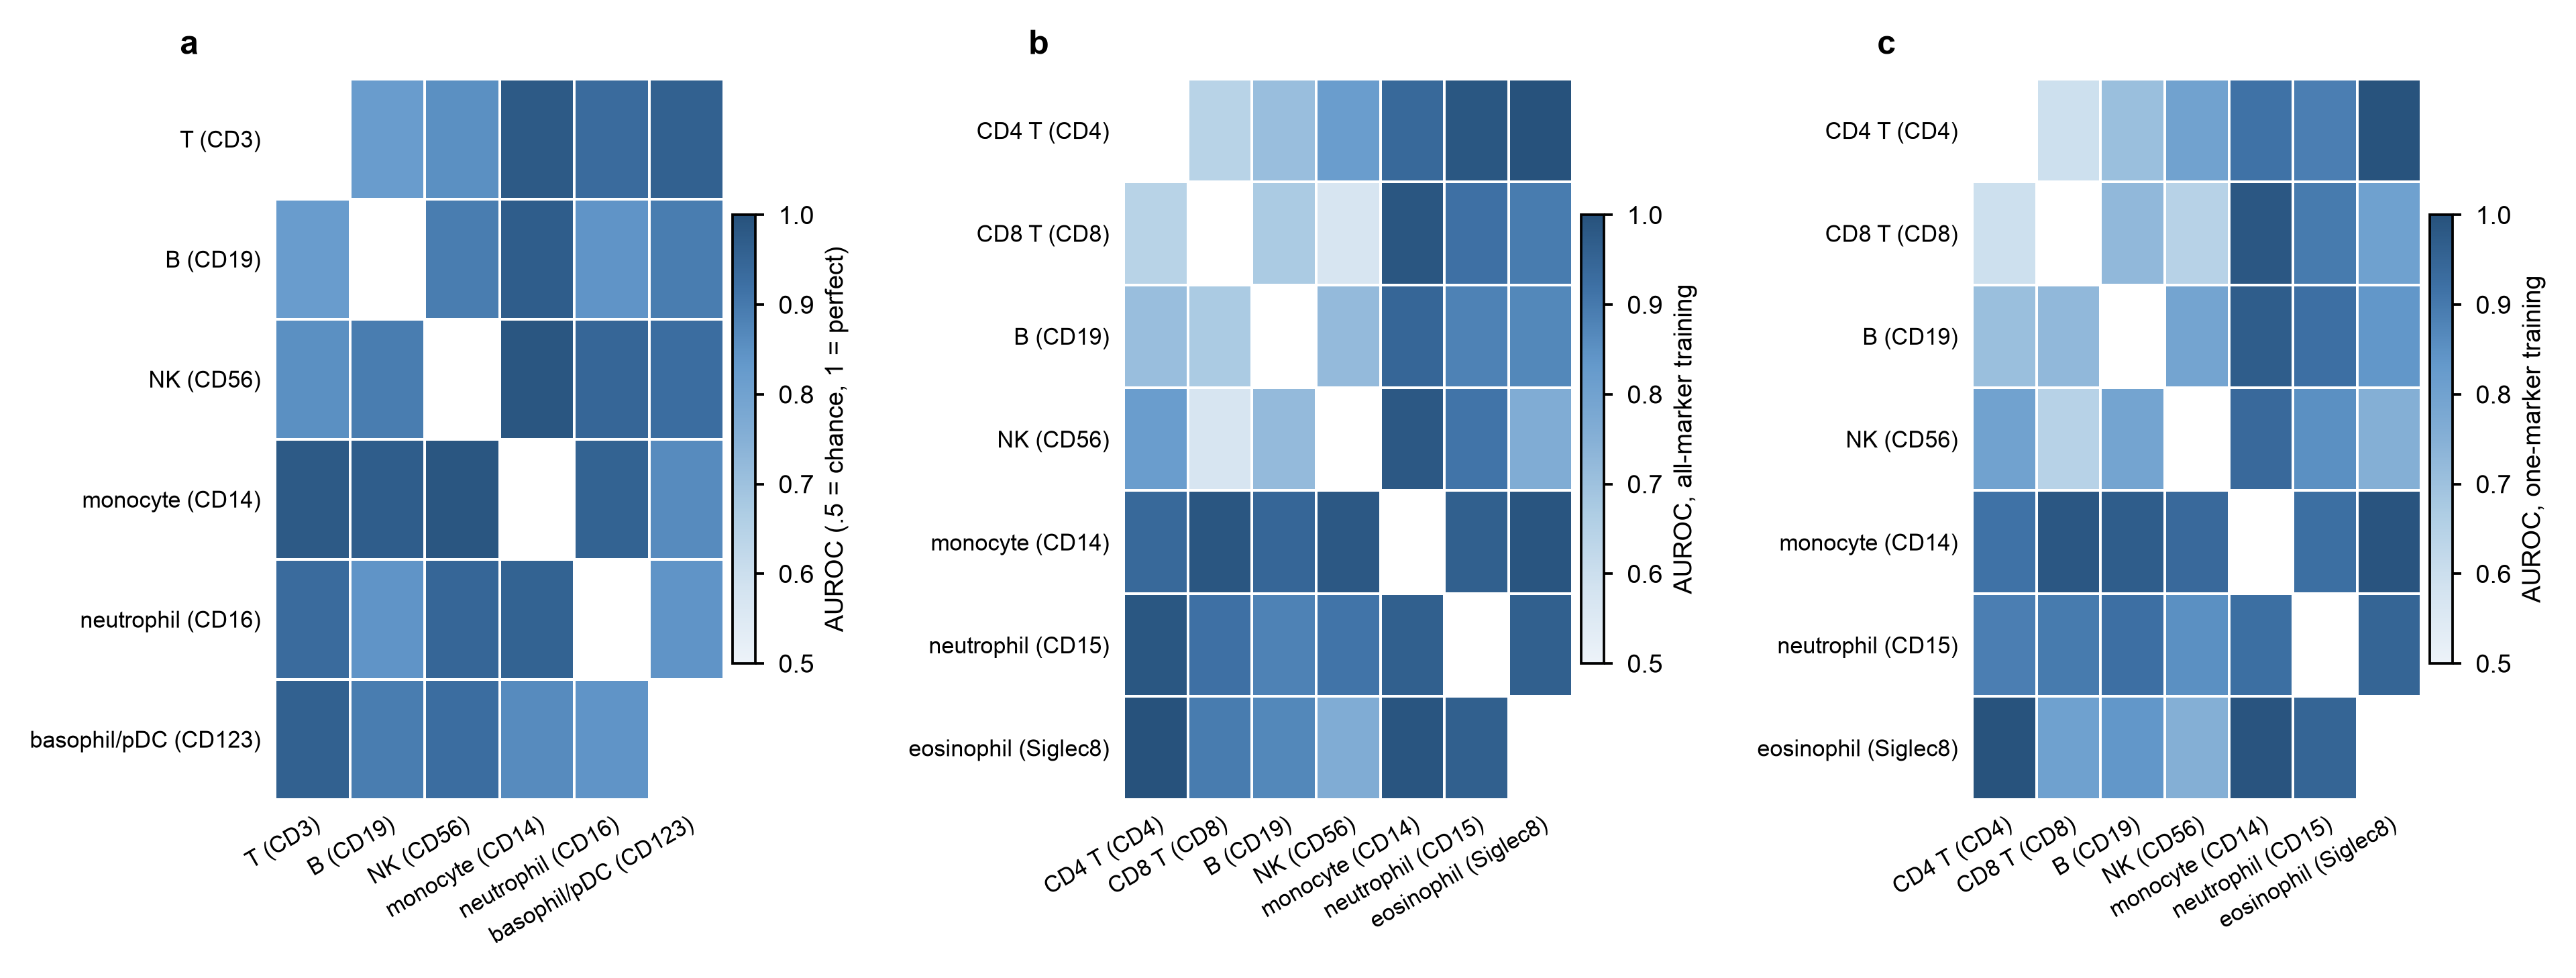 a
T (CD3)
B (CD19)
NK (CD56)
monocyte (CD14)
neutrophil (CD16)
basophil/pDC (CD123)
T (CD3)
B (CD19)
NK (CD56)
monocyte (CD14)
neutrophil (CD16)
basophil/pDC (CD123)
1.0
0.9
0.8
0.7
0.6
0.5
AUROC (.5 = chance, 1 = perfect)
b
CD4 T (CD4)
CD8 T (CD8)
B (CD19)
NK (CD56)
monocyte (CD14)
neutrophil (CD15)
eosinophil (Siglec8)
CD4 T (CD4)
CD8 T (CD8)
B (CD19)
NK (CD56)
monocyte (CD14)
neutrophil (CD15)
eosinophil (Siglec8)
1.0
0.9
0.8
0.7
0.6
0.5
AUROC, all-marker training
c
CD4 T (CD4)
CD8 T (CD8)
B (CD19)
NK (CD56)
monocyte (CD14)
neutrophil (CD15)
eosinophil (Siglec8)
CD4 T (CD4)
CD8 T (CD8)
B (CD19)
NK (CD56)
monocyte (CD14)
neutrophil (CD15)
eosinophil (Siglec8)
1.0
0.9
0.8
0.7
0.6
0.5
AUROC, one-marker training